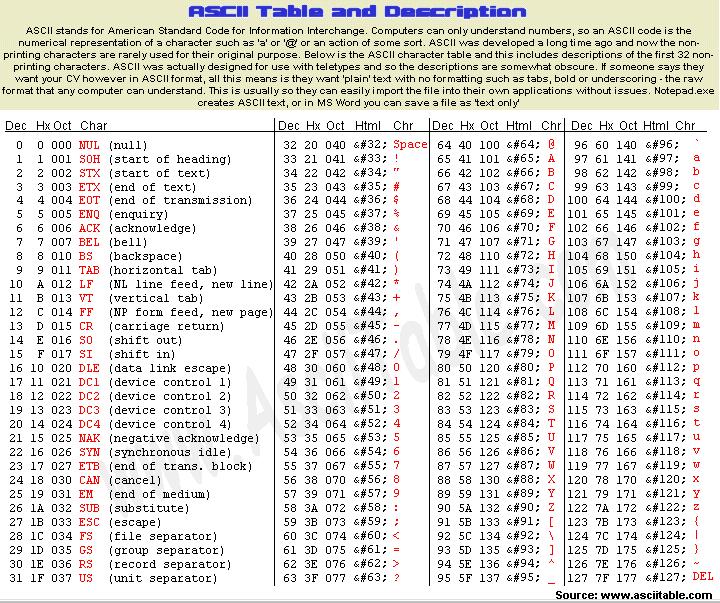 ASCII Table and Description
ASCII stands for American Standard Code for Information Interchange. Computers can only understand numbers, so an ASCII code is the
numerical representation of a character such as 'a' or '@' or an action of some sort. ASCII was developed a long time ago and now the non-
printing characters are rarely used for their original purpose. Below is the ASCII character table and this includes descriptions of the first 32 non-
printing characters. ASCII was actually designed for use with teletypes and so the descriptions are somewhat obscure. If someone says they
want your CV however in ASCII format, all this means is they want 'plain' text with no formatting such as tabs, bold or underscoring - the raw
format that any computer can understand. This is usually so they can easily import the file into their own applications without issues. Notepad.exe
creates ASCII text, or in MS Word you can save a file as 'text only'
Dec Hx Oct Char Dec Hx Oct Html Chr Dec Hx Oct Html Chr Dec Hx Oct Html Chr
0 0 000 NUL (null) 32 20 040 &#32; Space 64 40 100 &#64; @ 96 60 140 &#96; `
1 1 001 SOH (start of heading) 33 21 041 &#33; ! 65 41 101 &#65; A 97 61 141 &#97; a
2 2 002 STX (start of text) 34 22 042 &#34; " 66 42 102 &#66; B 98 62 142 &#98; b
3 3 003 ETX (end of text) 35 23 043 &#35; # 67 43 103 &#67; C 99 63 143 &#99; c
4 4 004 EOT (end of transmission) 36 24 044 &#36; $ 68 44 104 &#68; D 100 64 144 &#100; d
5 5 005 ENQ (enquiry) 37 25 045 &#37; % 69 45 105 &#69; E 101 65 145 &#101; e
6 6 006 ACK (acknowledge) 38 26 046 &#38; & 70 46 106 &#70; F 102 66 146 &#102; f
7 7 007 BEL (bell) 39 27 047 &#39; ' 71 47 107 &#71; G 103 67 147 &#103; g
8 8 010 BS (backspace) 40 28 050 &#40; ( 72 48 110 &#72; H 104 68 150 &#104; h
9 9 011 TAB (horizontal tab) 41 29 051 &#41; ) 73 49 111 &#73; I 105 69 151 &#105; i
10 A 012 LF (NL line feed, new line) 42 2A 052 &#42; * 74 4A 112 &#74; J 106 6A 152 &#106; j
11 B 013 VT (vertical tab) 43 2B 053 &#43; + 75 4B 113 &#75; K 107 6B 153 &#107; k
12 C 014 FF (NP form feed, new page) 44 2C 054 &#44; , 76 4C 114 &#76; L 108 6C 154 &#108; l
13 D 015 CR (carriage return) 45 2D 055 &#45; - 77 4D 115 &#77; M 109 6D 155 &#109; m
14 E 016 SO (shift out) 46 2E 056 &#46; . 78 4E 116 &#78; N 110 6E 156 &#110; n
15 F 017 SI (shift in) 47 2F 057 &#47; / 79 4F 117 &#79; O 111 6F 157 &#111; o
16 10 020 DLE (data link escape) 48 30 060 &#48; 0 80 50 120 &#80; P 112 70 160 &#112; p
17 11 021 DC1 (device control 1) 49 31 061 &#49; 1 81 51 121 &#81; Q 113 71 161 &#113; q
18 12 022 DC2 (device control 2) 50 32 062 &#50; 2 82 52 122 &#82; R 114 72 162 &#114; r
19 13 023 DC3 (device control 3) 51 33 063 &#51; 3 83 53 123 &#83; S 115 73 163 &#115; s
20 14 024 DC4 (device control 4) 52 34 064 &#52; 4 84 54 124 &#84; T 116 74 164 &#116; t
21 15 025 NAK (negative acknowledge) 53 35 065 &#53; 5 85 55 125 &#85; U 117 75 165 &#117; u
22 16 026 SYN (synchronous idle) 54 36 066 &#54; 6 86 56 126 &#86; V 118 76 166 &#118; v
23 17 027 ETB (end of trans. block) 55 37 067 &#55; 7 87 57 127 &#87; W 119 77 167 &#119; w
24 18 030 CAN (cancel) 56 38 070 &#56; 8 88 58 130 &#88; X 120 78 170 &#120; x
25 19 031 EM (end of medium) 57 39 071 &#57; 9 89 59 131 &#89; Y 121 79 171 &#121; y
26 1A 032 SUB (substitute) 58 3A 072 &#58; : 90 5A 132 &#90; Z 122 7A 172 &#122; z
27 1B 033 ESC (escape) 59 3B 073 &#59; ; 91 5B 133 &#91; [ 123 7B 173 &#123; {
28 1C 034 FS (file separator) 60 3C 074 &#60; < 92 5C 134 &#92; \ 124 7C 174 &#124; |
29 1D 035 GS (group separator) 61 3D 075 &#61; = 93 5D 135 &#93; ] 125 7D 175 &#125; }
30 1E 036 RS (record separator) 62 3E 076 &#62; > 94 5E 136 &#94; ^ 126 7E 176 &#126; ~
31 1F 037 US (unit separator) 63 3F 077 &#63; ? 95 5F 137 &#95; _ 127 7F 177 &#127; DEL
Source: www.asciitable.com